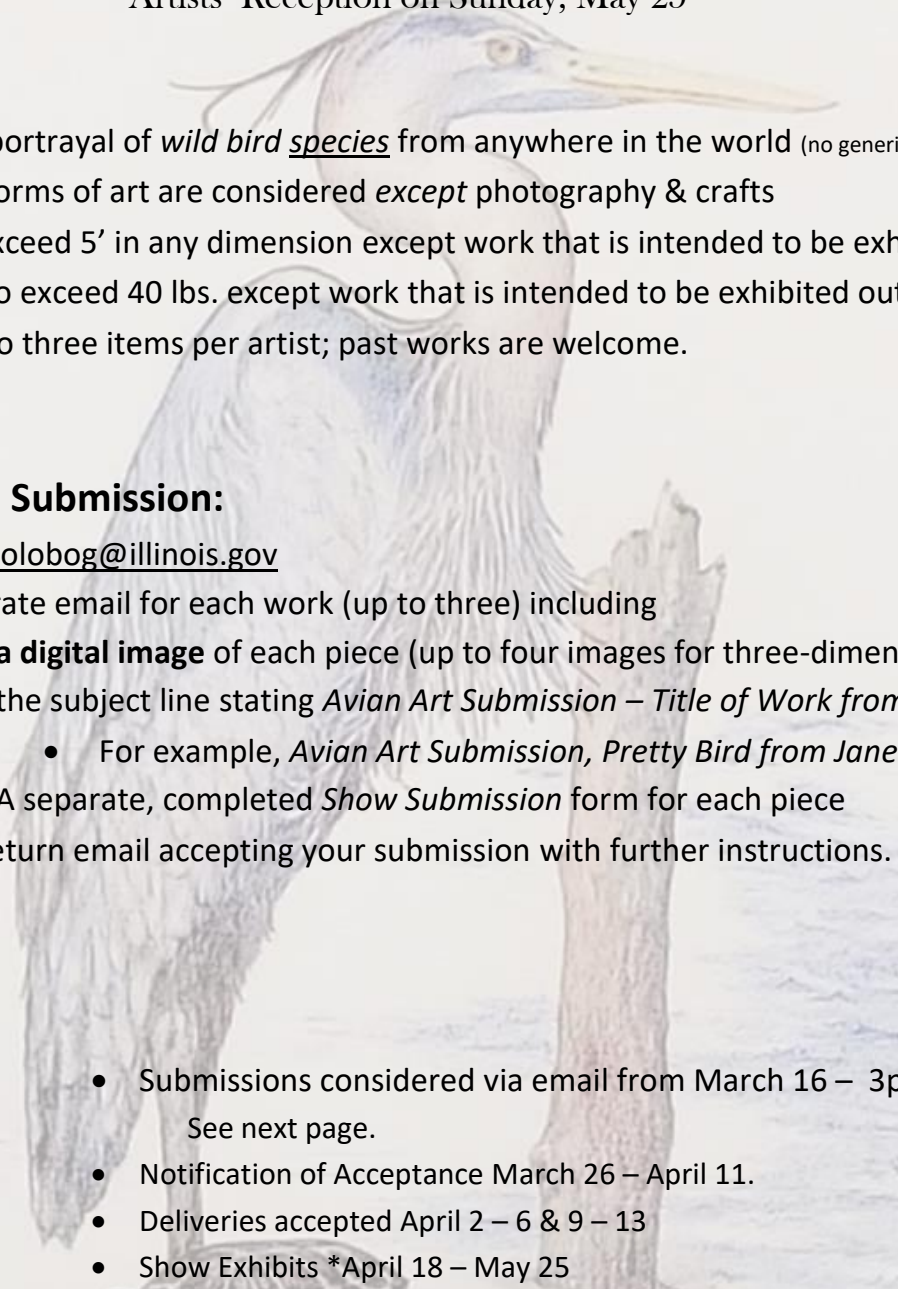 Artists' Reception on Sunday, May 25
portrayal of wild bird species from anywhere in the world (no generi
orms of art are considered except photography & crafts
xceed 5’ in any dimension except work that is intended to be exh
o exceed 40 lbs. except work that is intended to be exhibited out
o three items per artist; past works are welcome.
Submission:
olobog@illinois.gov
rate email for each work (up to three) including
a digital image of each piece (up to four images for three-dimen
the subject line stating Avian Art Submission – Title of Work from
• For example, Avian Art Submission, Pretty Bird from Jane
A separate, completed Show Submission form for each piece
eturn email accepting your submission with further instructions.
• Submissions considered via email from March 16 – 3p
See next page.
• Notification of Acceptance March 26 – April 11.
• Deliveries accepted April 2 – 6 & 9 – 13
• Show Exhibits *April 18 – May 25